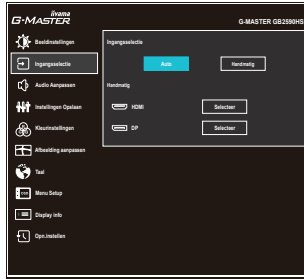 iiyama
G-MASTER
G-MASTER GB2590HS
Beeldinstellingen
Ingangsselectie
Audio Aanpassen
Instellingen Opslaan
Kleurinstellingen
Afbeelding aanpassen
Taal
Menu Setup
Display info
Opn.instellen
Ingangsselectie
Auto
Handmatig
Handmatig
HDMI
Selecteer
DP
Selecteer